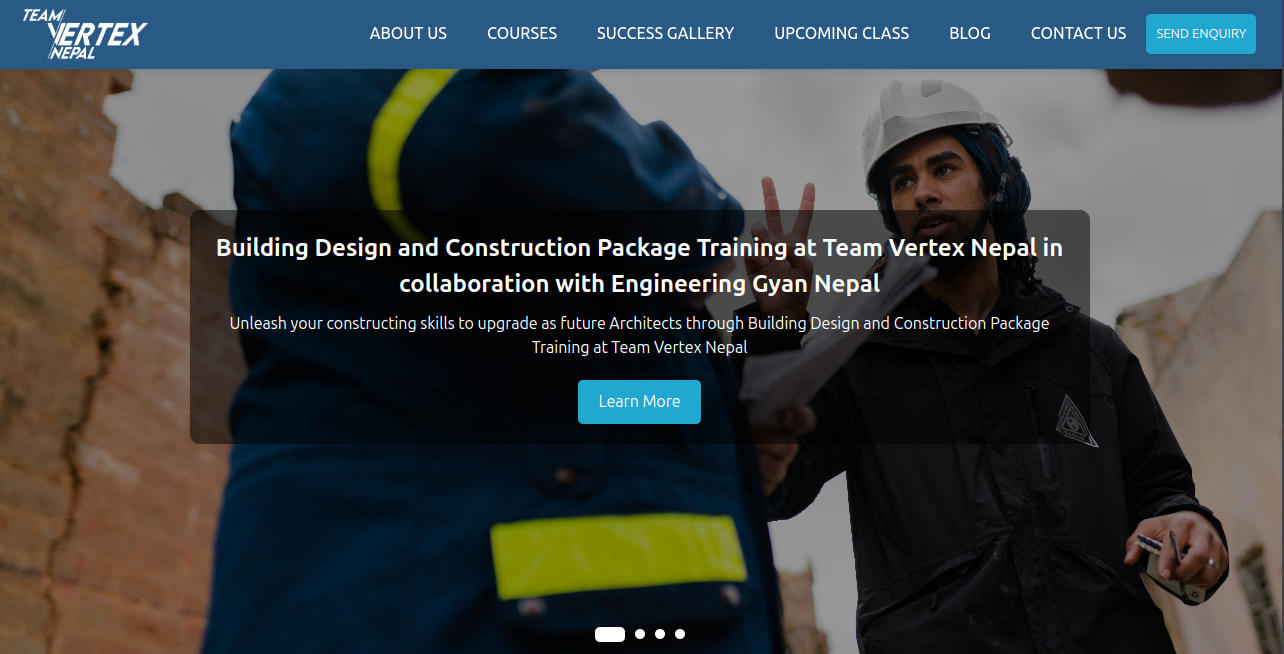 TEAM
VERTEX
NEPAL
ABOUT US
COURSES
SUCCESS GALLERY
UPCOMING CLASS
BLOG
CONTACT US
SEND ENQUIRY
Building Design and Construction Package Training at Team Vertex Nepal in
collaboration with Engineering Gyan Nepal
Unleash your constructing skills to upgrade as future Architects through Building Design and Construction Package
Training at Team Vertex Nepal
Learn More